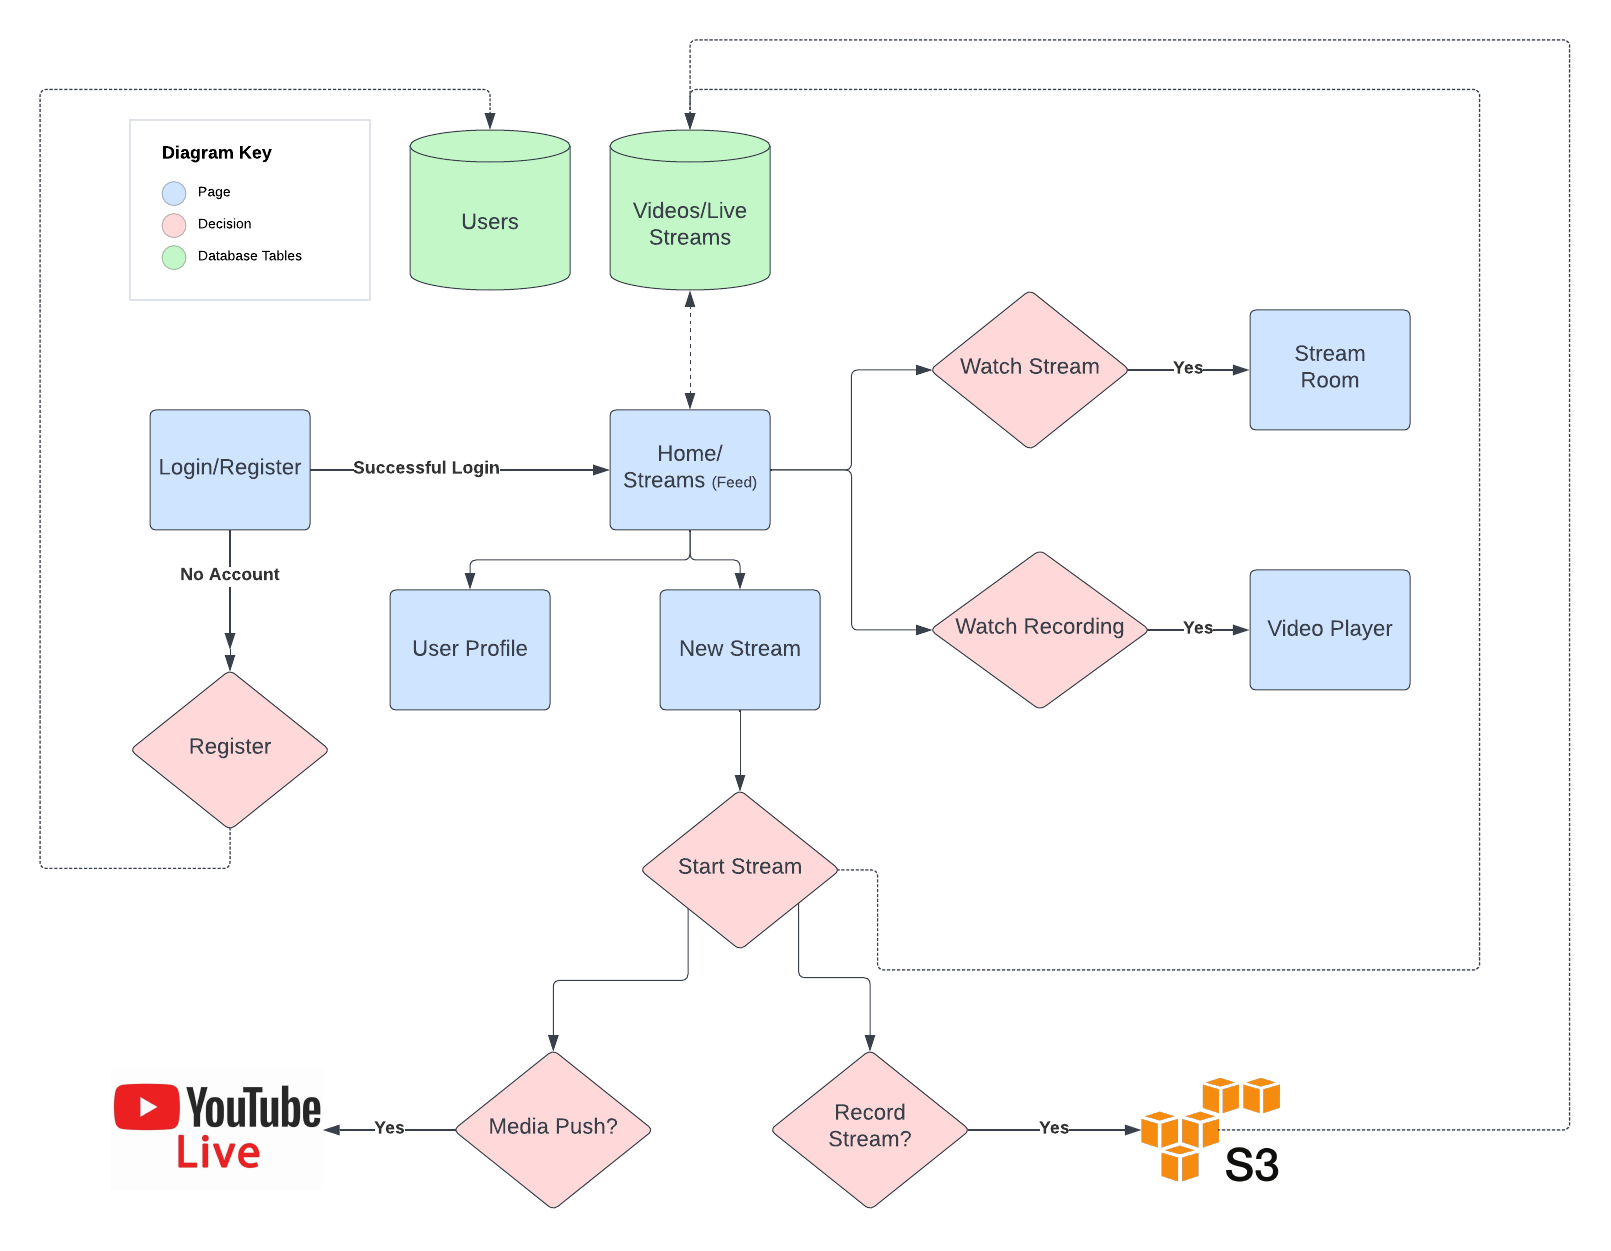 Diagram Key
Page
Decision
Database Tables
Users
Videos/Live
Streams
Watch Stream
Yes
Stream
Room
Login/Register
Successful Login
Home/
Streams (Feed)
No Account
User Profile
New Stream
Watch Recording
Yes
Video Player
Register
Start Stream
YouTube
Live
Yes
Media Push?
Record
Stream?
Yes
S3